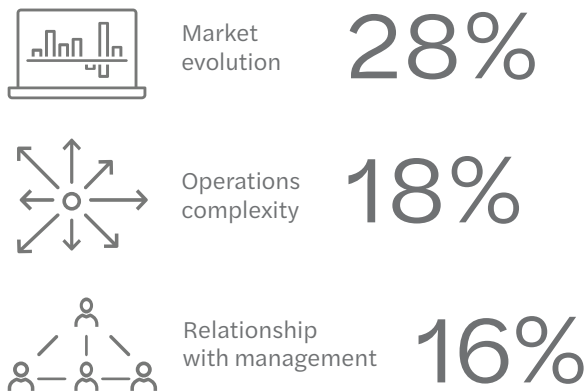 Market
evolution
28%
Operations
complexity
18%
Relationship
with management
16%